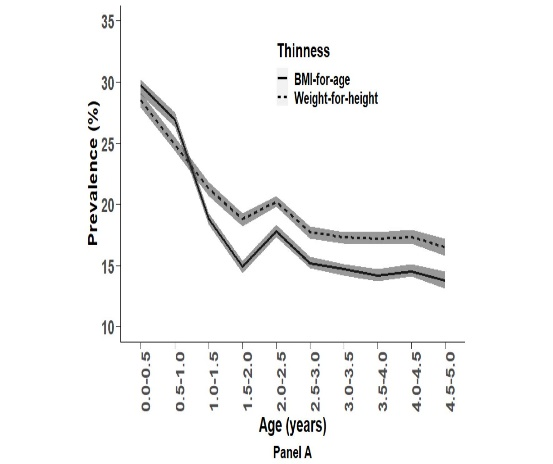 35
30
25
20
15
10
Prevalence (%)
Thinness
BMI-for-age
Weight-for-height
0.0-0.5
0.5-1.0
1.0-1.5
1.5-2.0
2.0-2.5
2.5-3.0
3.0-3.5
3.5-4.0
4.0-4.5
4.5-5.0
Age (years)
Panel A